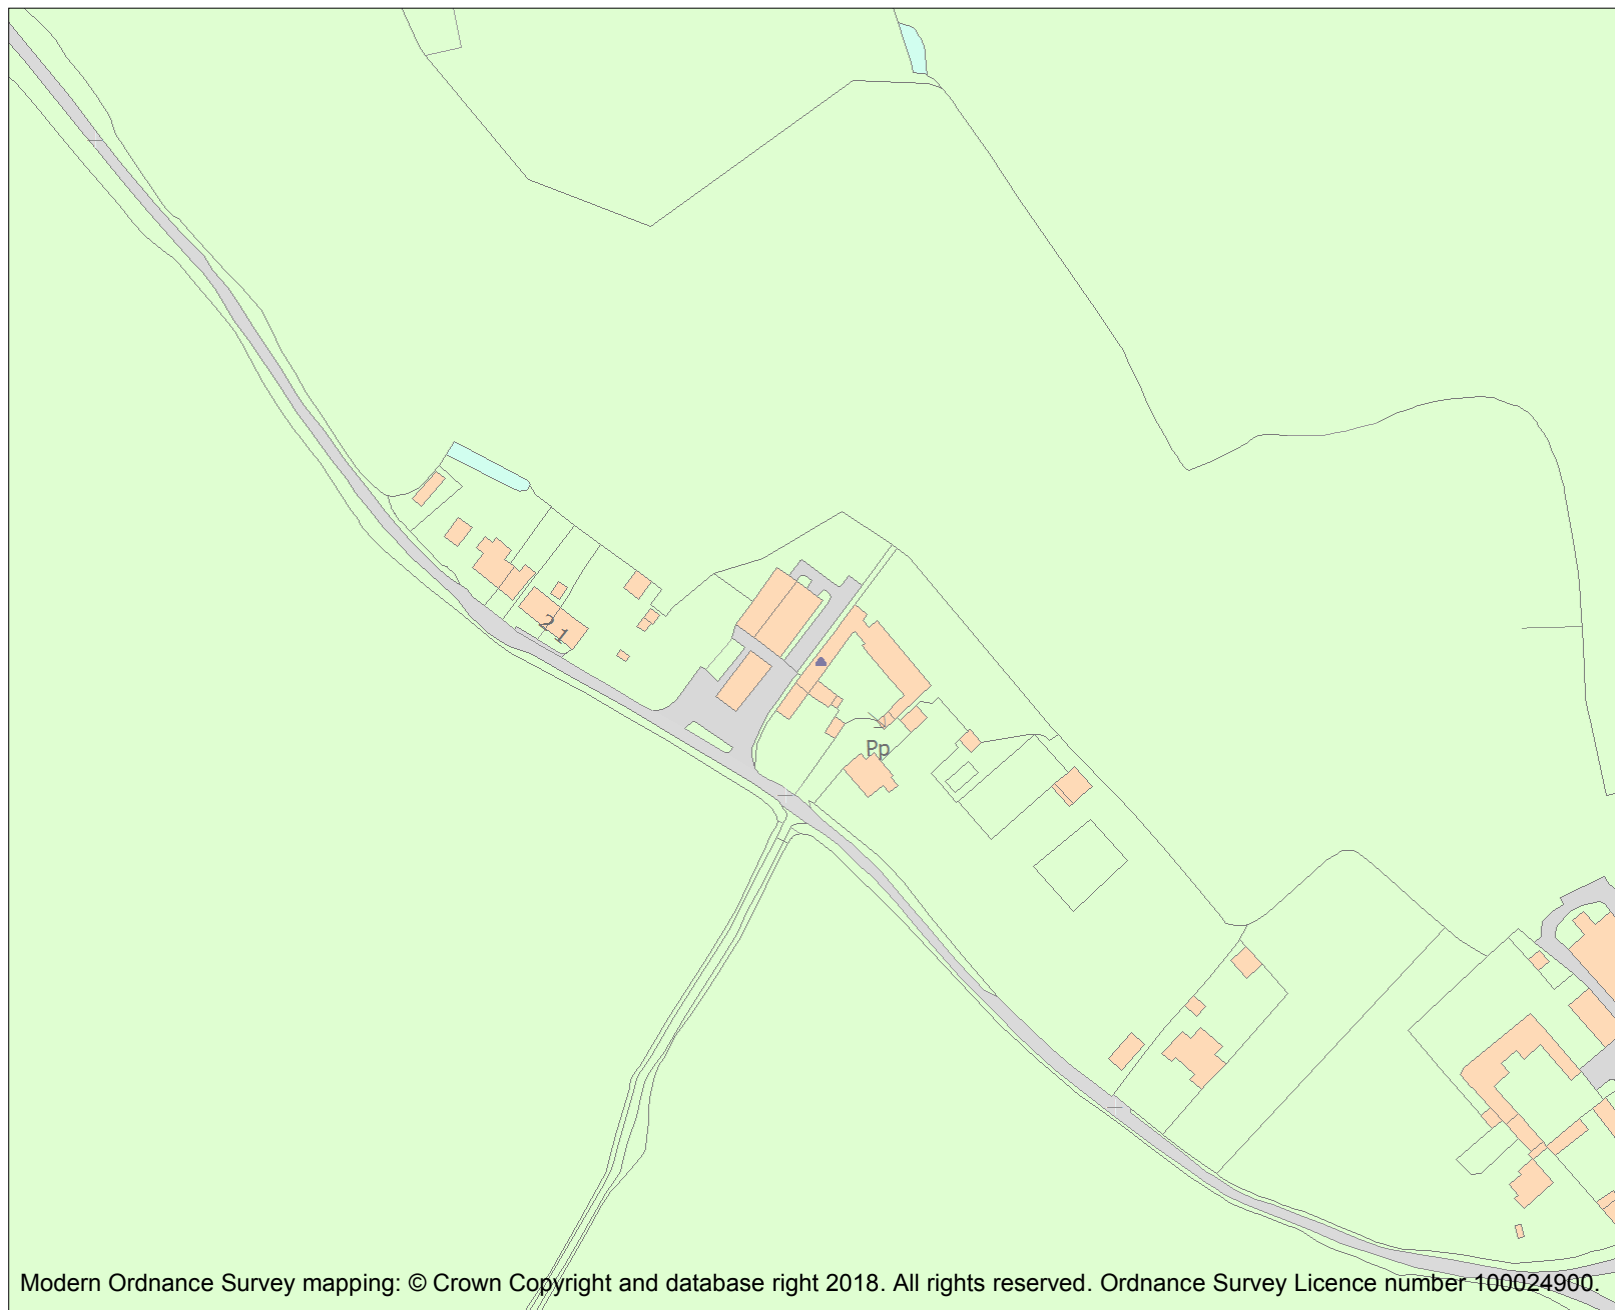 2 1
Pp
Modern Ordnance Survey mapping: © Crown Copyright and database right 2018. All rights reserved. Ordnance Survey Licence number 100024900.